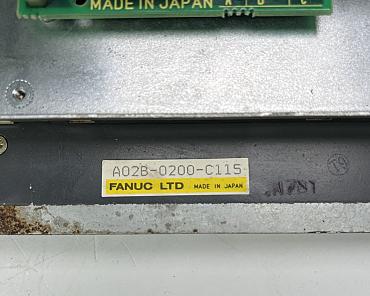 MADE IN JAPAN A B C
A02B-0200-C115
FANUC LTD MADE IN JAPAN